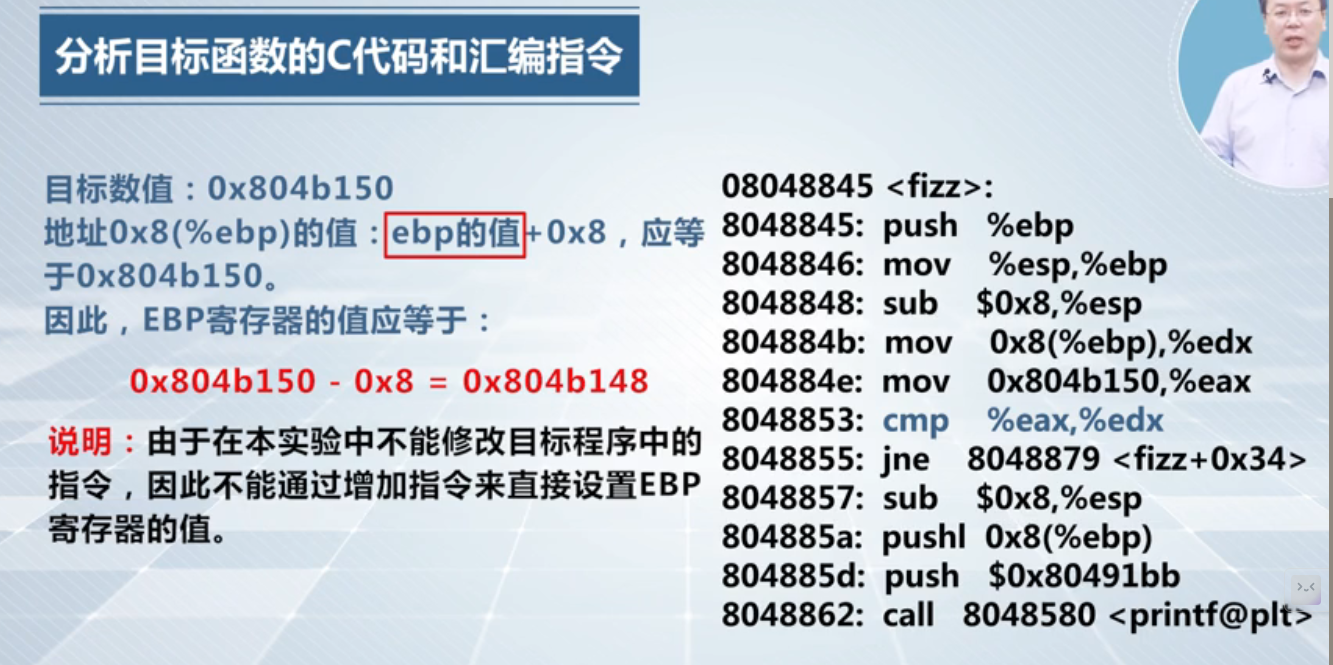 分析目标函数的C代码和汇编指令
目标数值：0x804b150
地址0x8(%ebp)的值：ebp的值+0x8，应等
于0x804b150。
因此，EBP寄存器的值应等于：
0x804b150 - 0x8 = 0x804b148
说明：由于在本实验中不能修改目标程序中的
指令，因此不能通过增加指令来直接设置EBP
寄存器的值。
08048845 <fizz>:
8048845: push %ebp
8048846: mov %esp,%ebp
8048848: sub $0x8,%esp
804884b: mov 0x8(%ebp),%edx
804884e: mov 0x804b150,%eax
8048853: cmp %eax,%edx
8048855: jne 8048879 <fizz+0x34>
8048857: sub $0x8,%esp
804885a: pushl 0x8(%ebp)
804885d: push $0x80491bb
8048862: call 8048580 <printf@plt>